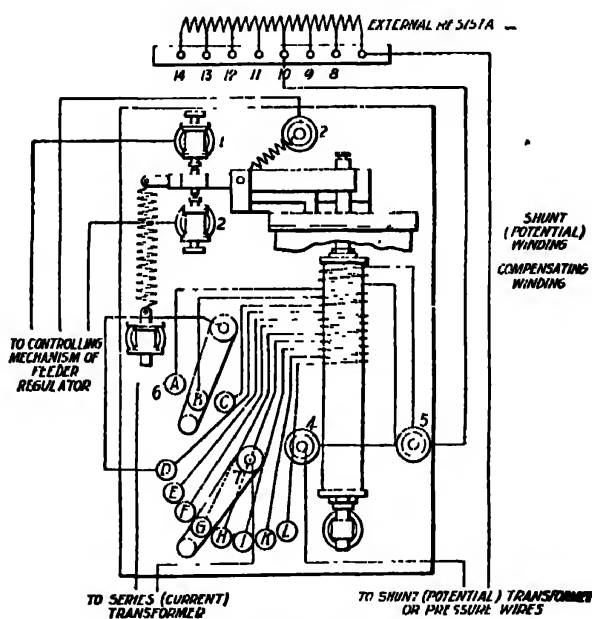 EXTERNAL RESISTA
14 13 12 11 10 9 8
1
2
2
SHUNT
(POTENTIAL)
WINDING
COMPENSATING
WINDING
TO CONTROLLING
MECHANISM OF
FEEDER
REGULATOR
6 A B C
4
5
7
D
E
F
G
H I K L
TO SERIES (CURRENT)
TRANSFORMER
TO SHUNT (POTENTIAL) TRANSFORMER
OR PRESSURE WIRES